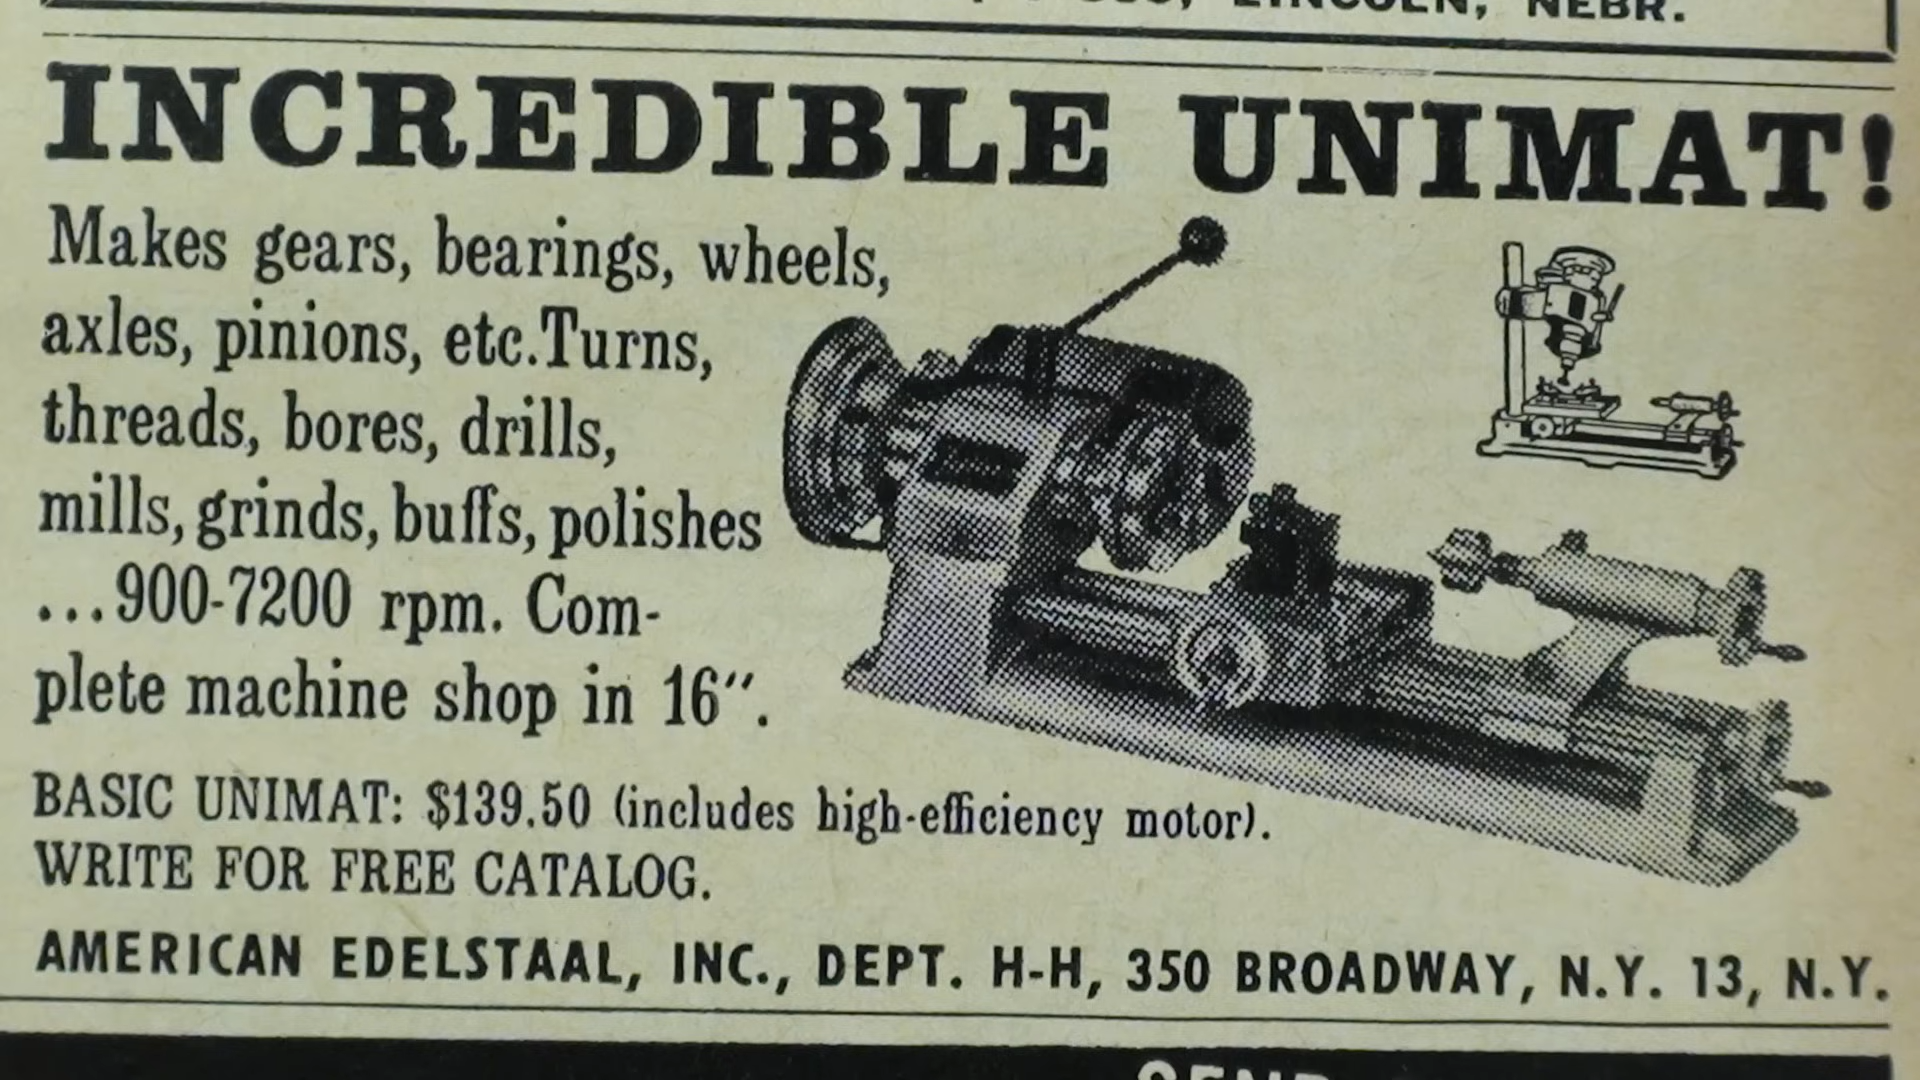 LINCOLN, NEBR.
INCREDIBLE UNIMAT!
Makes gears, bearings, wheels,
axles, pinions, etc.Turns,
threads, bores, drills,
mills, grinds, buffs, polishes
...900-7200 rpm. Com-
plete machine shop in 16".
BASIC UNIMAT: $139.50 (includes high-efficiency motor).
WRITE FOR FREE CATALOG.
AMERICAN EDELSTAAL, INC., DEPT. H-H, 350 BROADWAY, N.Y. 13, N.Y.